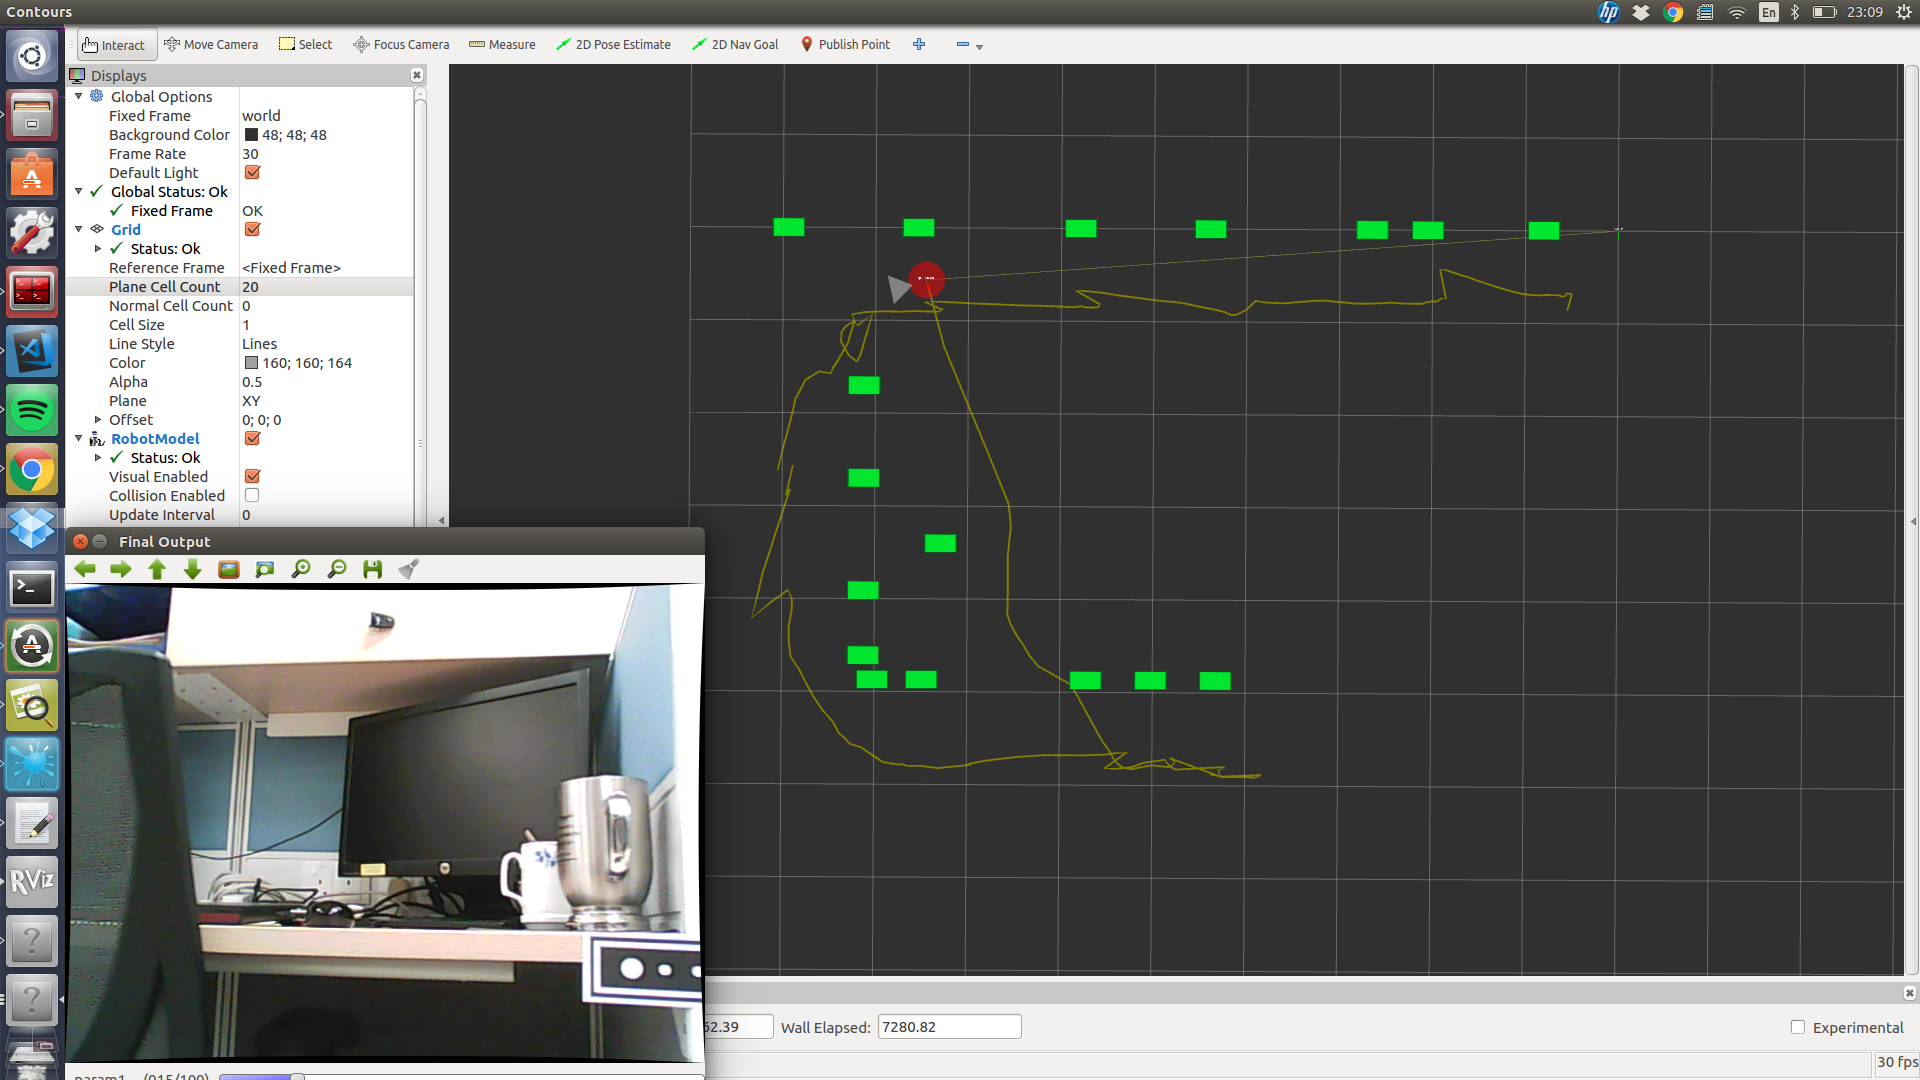 Contours
hp
En
23:09
Interact Move Camera Select Focus Camera Measure 2D Pose Estimate 2D Nav Goal Publish Point
Displays
Global Options
Fixed Frame world
Background Color 48; 48; 48
Frame Rate 30
Default Light
Global Status: Ok
Fixed Frame OK
Grid
Status: Ok
Reference Frame <Fixed Frame>
Plane Cell Count 20
Normal Cell Count 0
Cell Size 1
Line Style Lines
Color 160; 160; 164
Alpha 0.5
Plane XY
Offset 0; 0; 0
RobotModel
Status: Ok
Visual Enabled
Collision Enabled
Update Interval 0
Final Output
RViz
62.39 Wall Elapsed: 7280.82 Experimental
30 fps
param1 (015/100)